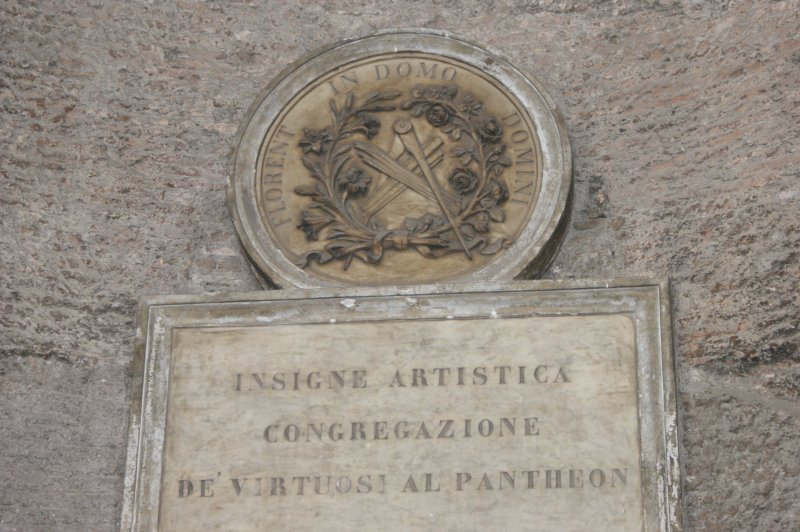 FLORENT IN DOMO DOMINI
INSIGNE ARTISTICA
CONGREGAZIONE
DE' VIRTUOSI AL PANTHEON